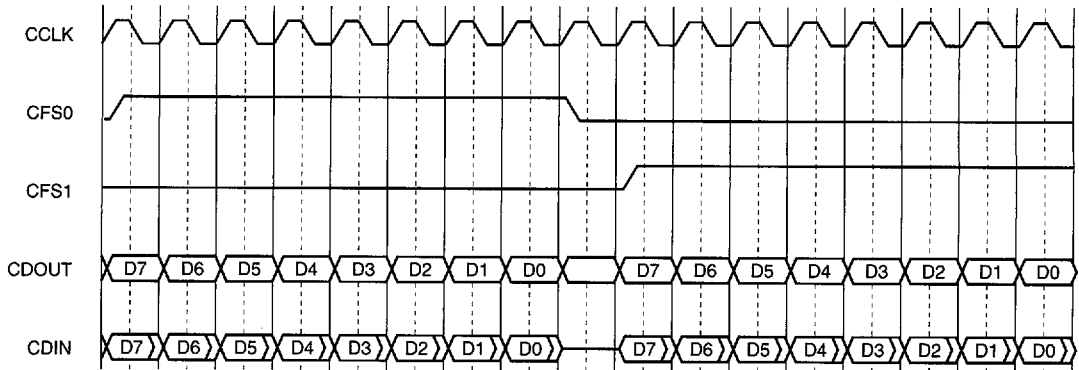 CCLK
CFS0
CFS1
CDOUT D7 D6 D5 D4 D3 D2 D1 D0 D7 D6 D5 D4 D3 D2 D1 D0
CDIN D7 D6 D5 D4 D3 D2 D1 D0 D7 D6 D5 D4 D3 D2 D1 D0